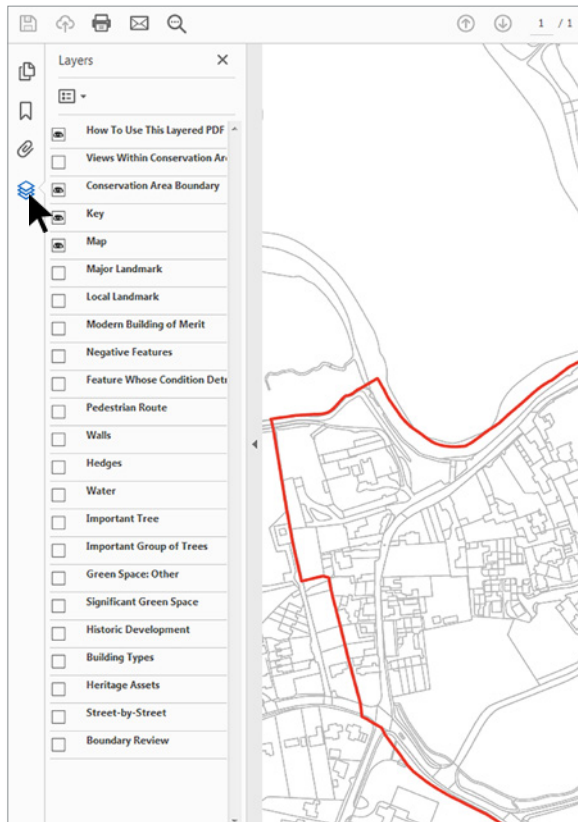 1 / 1
Layers
How To Use This Layered PDF
Views Within Conservation
Conservation Area Boundary
Key
Map
Major Landmark
Local Landmark
Modern Building of Merit
Negative Features
Feature Whose Condition
Pedestrian Route
Walls
Hedges
Water
Important Tree
Important Group of Trees
Green Space: Other
Significant Green Space
Historic Development
Building Types
Heritage Assets
Street-by-Street
Boundary Review